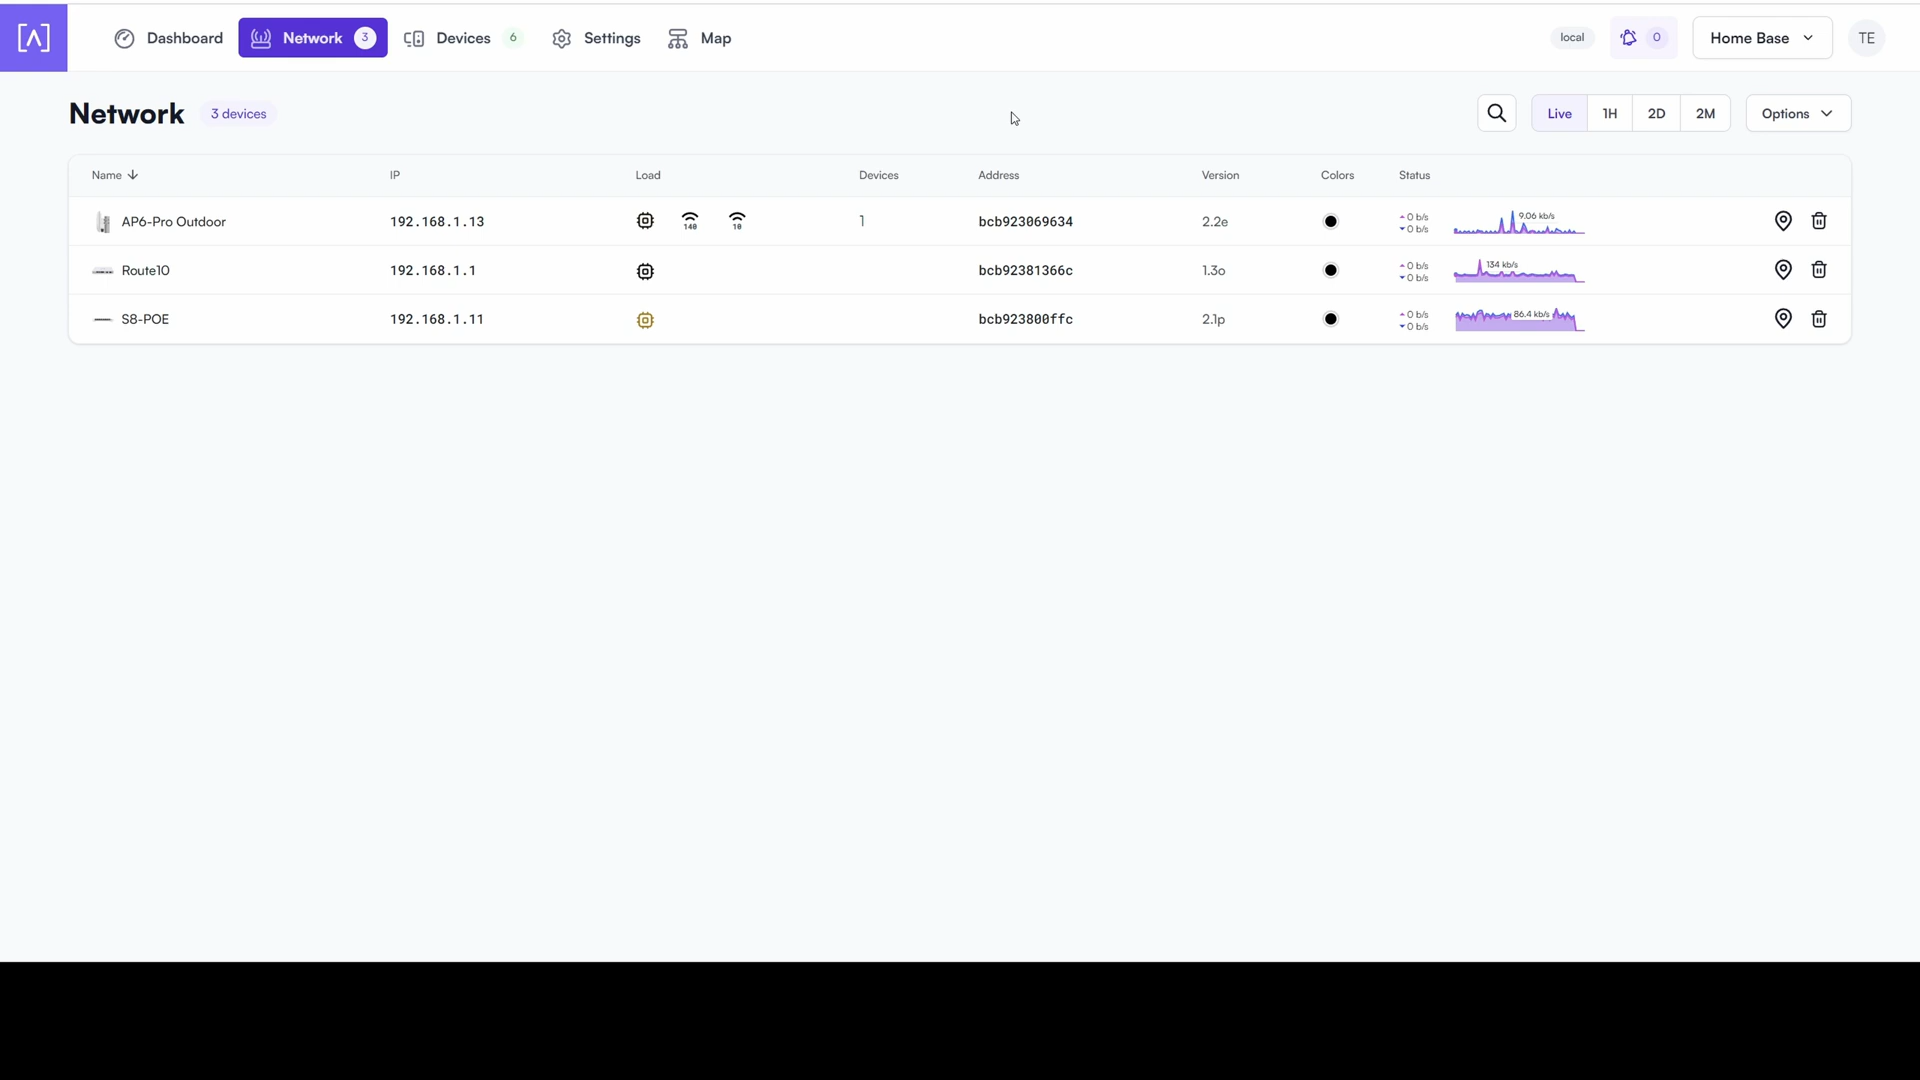 [Λ] Dashboard Network 3 Devices 6 Settings Map local 0 Home Base TE
Network 3 devices Live 1H 2D 2M Options
Name IP Load Devices Address Version Colors Status
AP6-Pro Outdoor 192.168.1.13 140 10 1 bcb923069634 2.2e 0 b/s 0 b/s 9.06 kb/s
Route10 192.168.1.1 bcb92381366c 1.3o 0 b/s 0 b/s 134 kb/s
S8-POE 192.168.1.11 bcb923800ffc 2.1p 0 b/s 0 b/s 86.4 kb/s